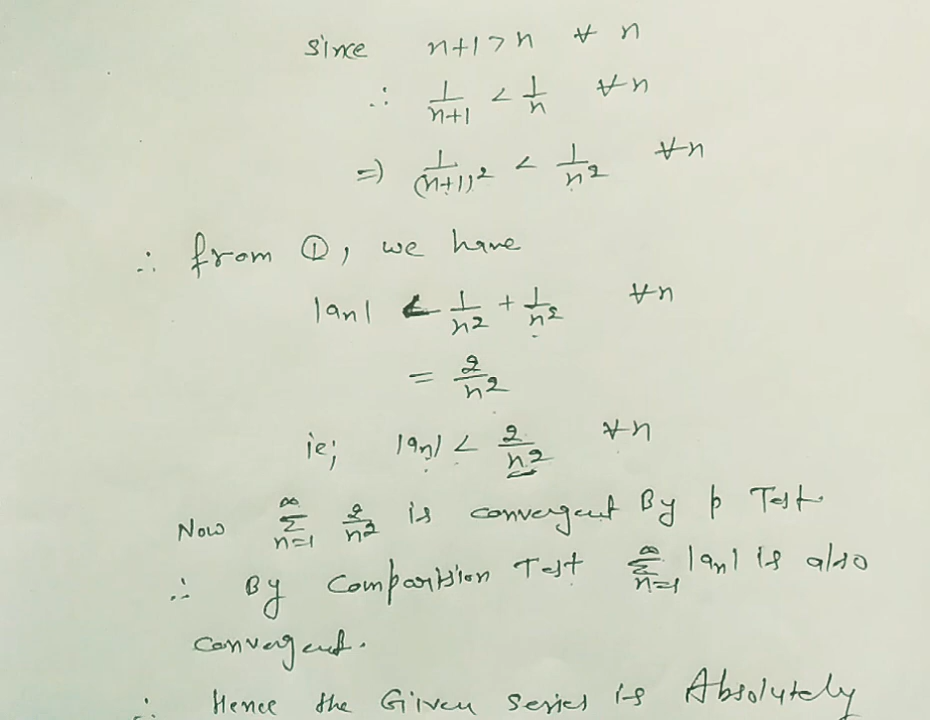 Since n+1 > n ∀ n
∴ 1/(n+1) < 1/n ∀ n
⇒ 1/(n+1)² < 1/n² ∀ n
∴ from ①, we have
|an| < 1/n² + 1/n² ∀ n
= 2/n²
ie; |an| < 2/n² ∀ n
Now ∞ Σ n=1 2/n² is convergent By p Test.
∴ By Comparision Test ∞ Σ n=1 |an| is also
convergent.
∴ Hence the Given series is Absolutely